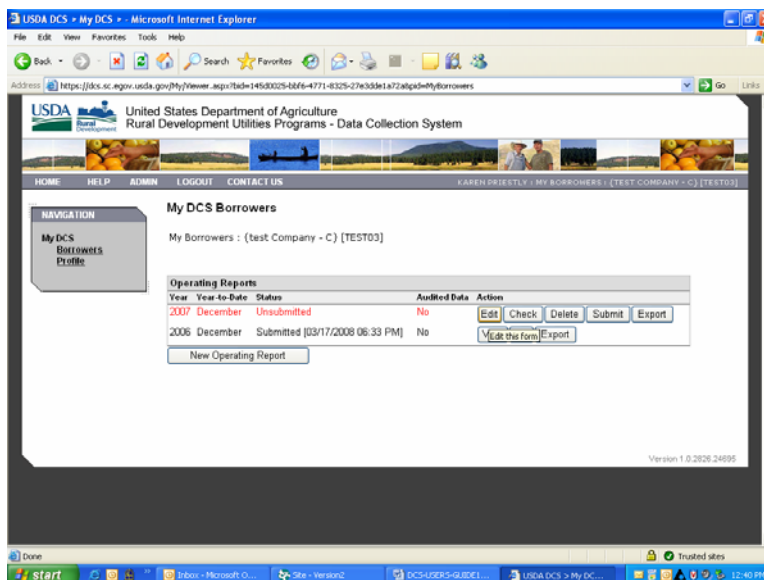 USDA DCS > My DCS > - Microsoft Internet Explorer
File Edit View Favorites Tools Help
Back Search Favorites
Address https://dcs.sc.egov.usda.gov/My/Viewer.aspx?bid=145d0025-bbf6-4771-8325-27e3dde1a72a&pid=MyBorrowers Go Links
USDA Rural Development
United States Department of Agriculture
Rural Development Utilities Programs - Data Collection System
HOME HELP ADMIN LOGOUT CONTACT US KAREN PRIESTLY : MY BORROWERS : {TEST COMPANY - C} [TEST03]
NAVIGATION
My DCS
Borrowers
Profile
My DCS Borrowers
My Borrowers : {test Company - C} [TEST03]
Operating Reports
Year Year-to-Date Status Audited Data Action
2007 December Unsubmitted No Edit Check Delete Submit Export
2006 December Submitted [03/17/2008 06:33 PM] No Edit this form Export
New Operating Report
Version 1.0.2826.24695
Done Trusted sites
start Inbox - Microsoft O... Site - Version2 DCS-USERS-GUIDE1... USDA DCS > My DC... 12:40 PM